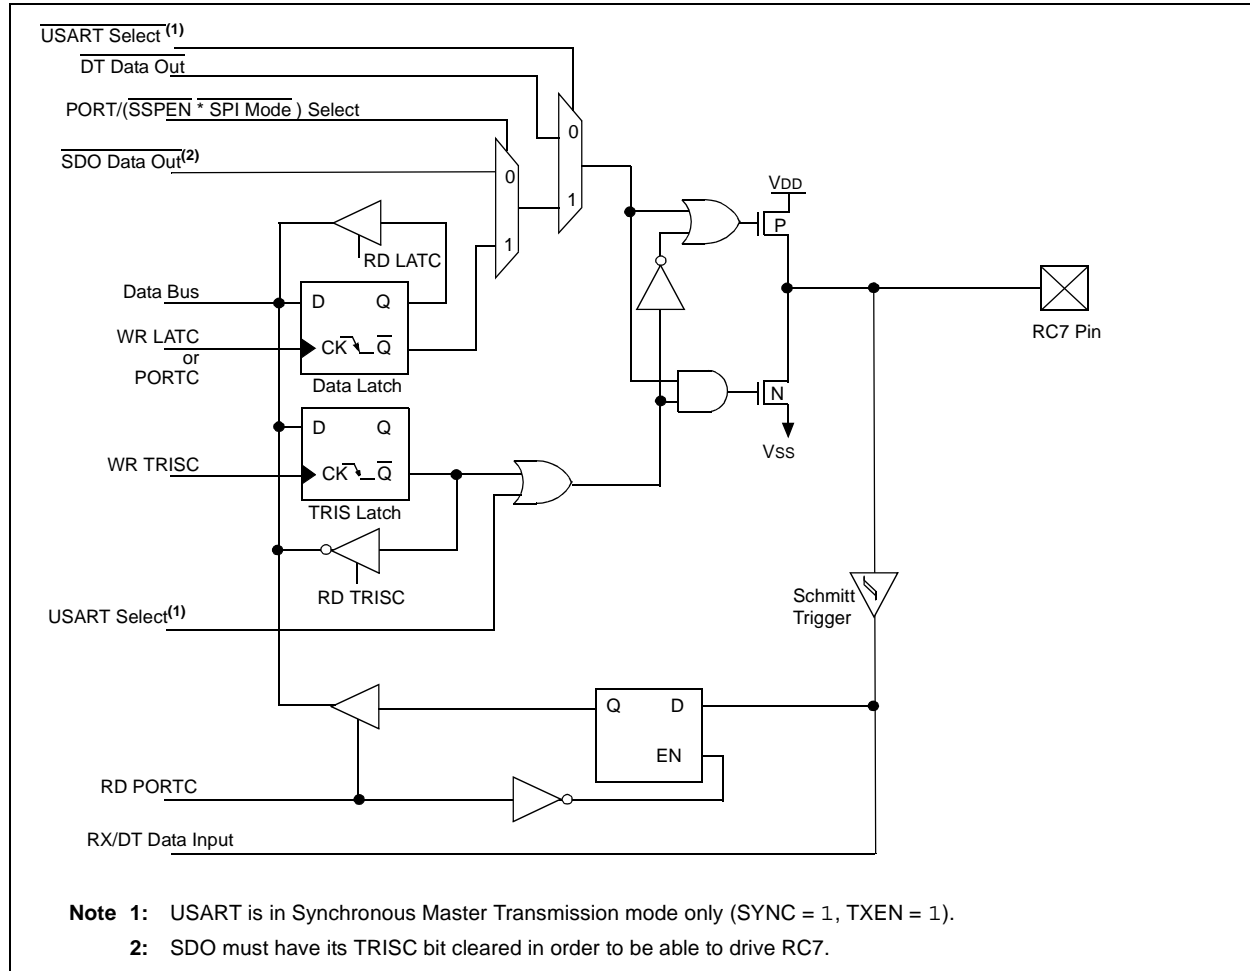 USART Select(1)
DT Data Out
PORT/(SSPEN * SPI Mode ) Select
SDO Data Out(2)
0
1
0
1
VDD
P
RD LATC
Data Bus
D Q
WR LATC
or
PORTC
CK Q
Data Latch
RC7 Pin
N
VSS
D Q
WR TRISC
CK Q
TRIS Latch
RD TRISC
Schmitt
Trigger
USART Select(1)
Q D
EN
RD PORTC
RX/DT Data Input
Note 1: USART is in Synchronous Master Transmission mode only (SYNC = 1, TXEN = 1).
2: SDO must have its TRISC bit cleared in order to be able to drive RC7.